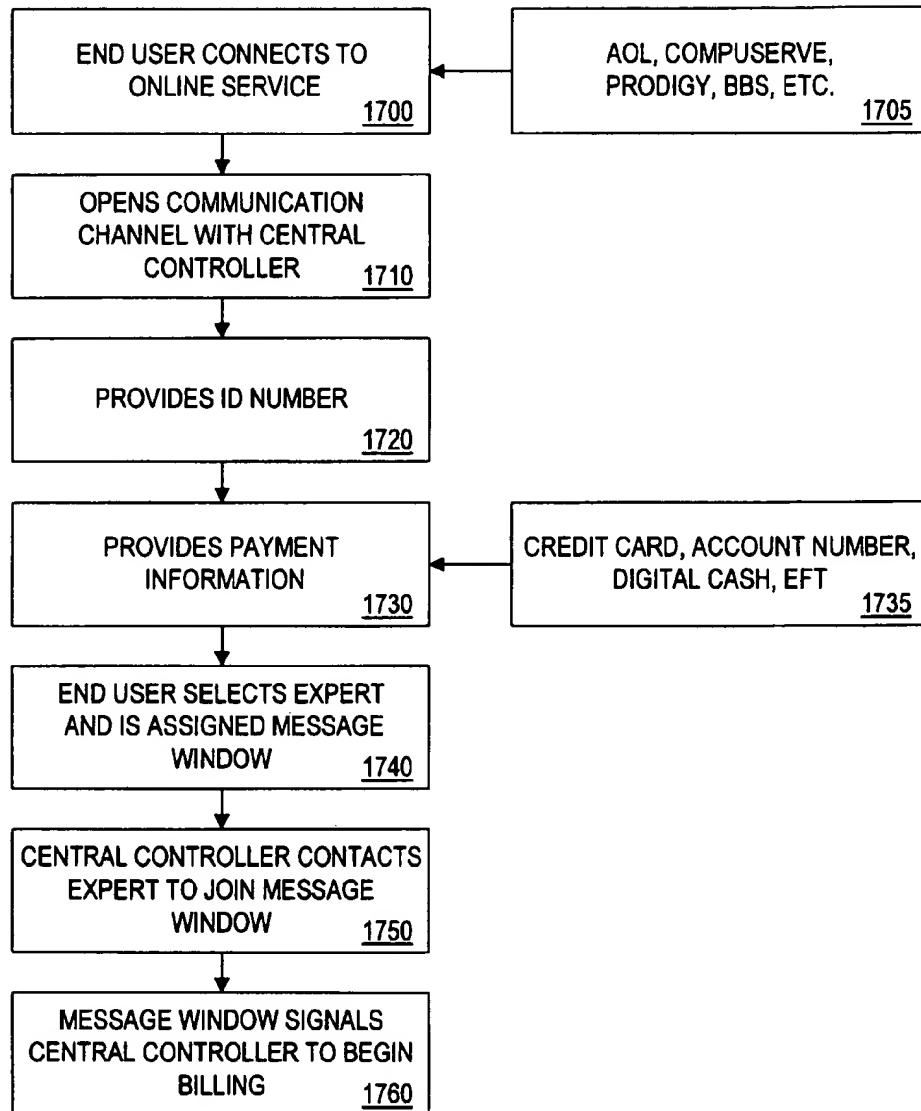 END USER CONNECTS TO
ONLINE SERVICE
1700
AOL, COMPUSERVE,
PRODIGY, BBS, ETC.
1705
OPENS COMMUNICATION
CHANNEL WITH CENTRAL
CONTROLLER
1710
PROVIDES ID NUMBER
1720
PROVIDES PAYMENT
INFORMATION
1730
CREDIT CARD, ACCOUNT NUMBER,
DIGITAL CASH, EFT
1735
END USER SELECTS EXPERT
AND IS ASSIGNED MESSAGE
WINDOW
1740
CENTRAL CONTROLLER CONTACTS
EXPERT TO JOIN MESSAGE
WINDOW
1750
MESSAGE WINDOW SIGNALS
CENTRAL CONTROLLER TO BEGIN
BILLING
1760